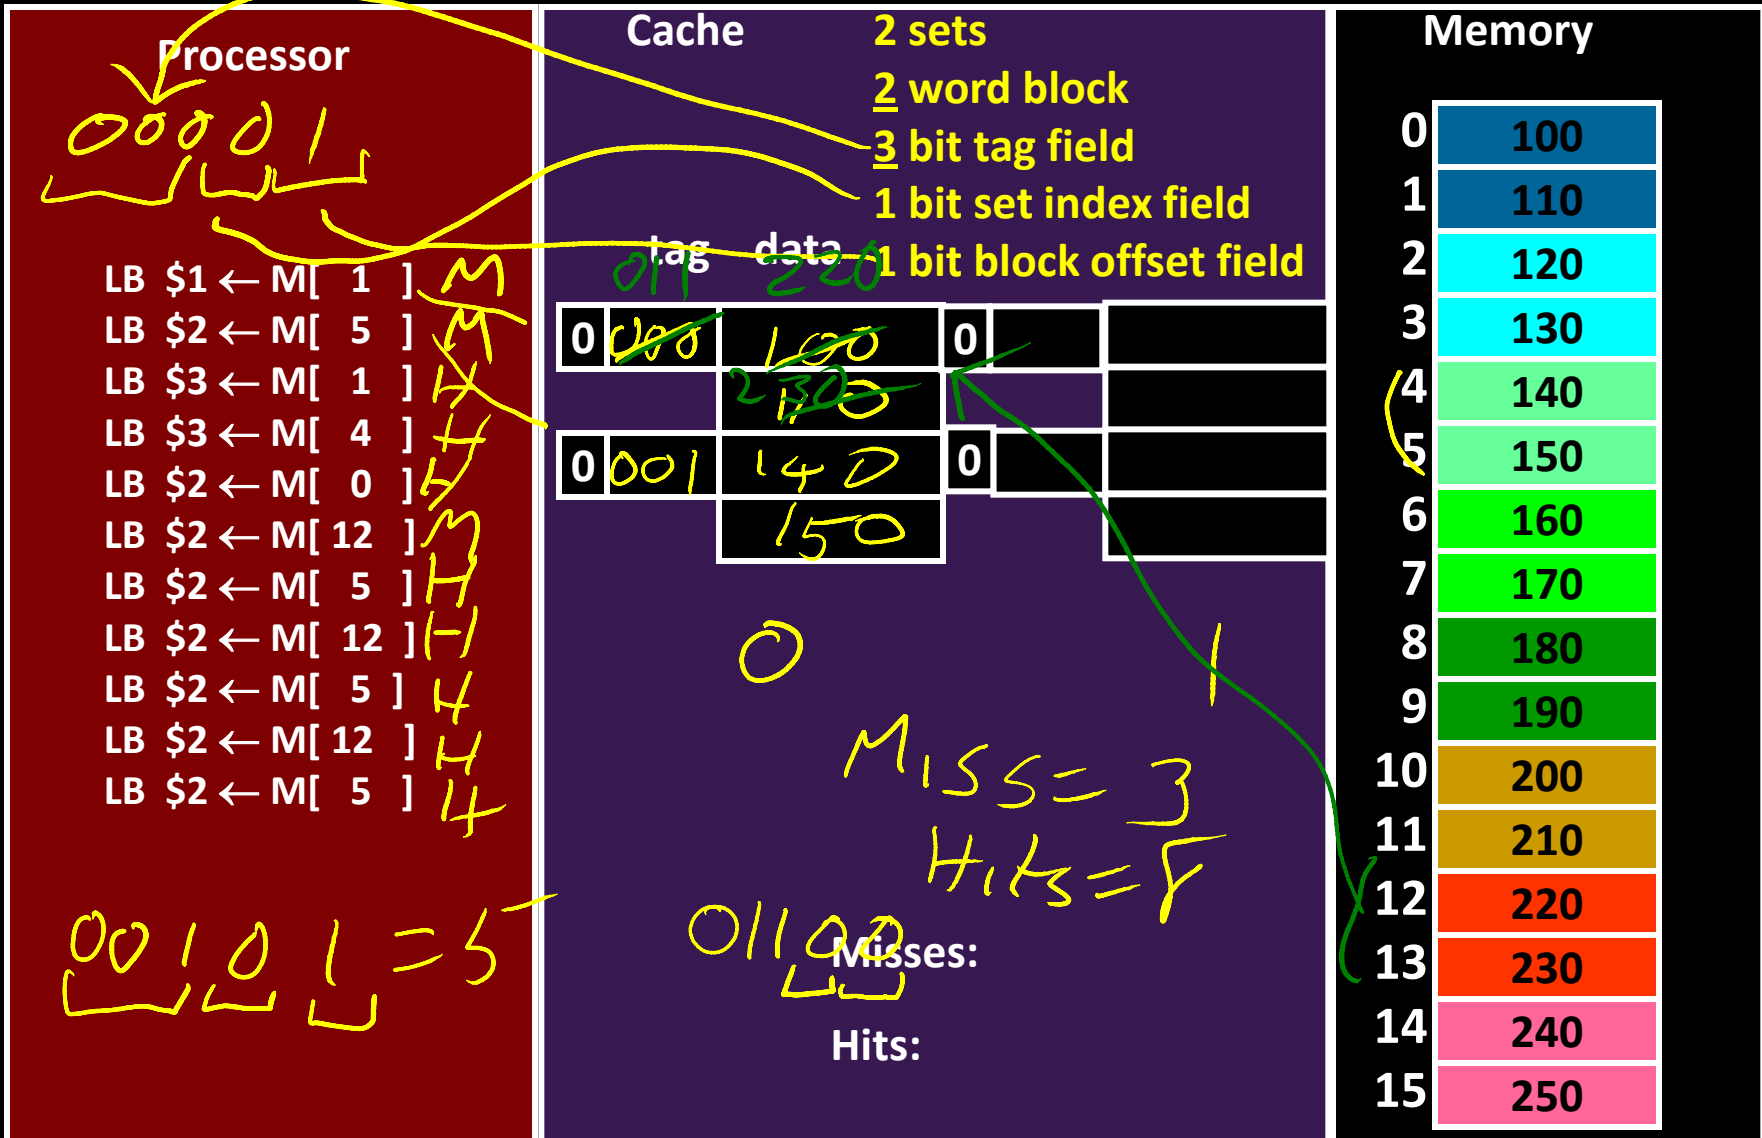 Processor
00001
LB $1 ← M[ 1 ] M
LB $2 ← M[ 5 ] M
LB $3 ← M[ 1 ] H
LB $3 ← M[ 4 ] H
LB $2 ← M[ 0 ] H
LB $2 ← M[ 12 ] M
LB $2 ← M[ 5 ] H
LB $2 ← M[ 12 ] H
LB $2 ← M[ 5 ] H
LB $2 ← M[ 12 ] H
LB $2 ← M[ 5 ] H
00101 = 5
Cache
2 sets
2 word block
3 bit tag field
1 bit set index field
1 bit block offset field
tag data
011 220
0 000 100 0
230 110
0 001 140 0
150
0 1
Miss = 3
Hits = 8
01100
Misses:
Hits:
Memory
0 100
1 110
2 120
3 130
4 140
5 150
6 160
7 170
8 180
9 190
10 200
11 210
12 220
13 230
14 240
15 250